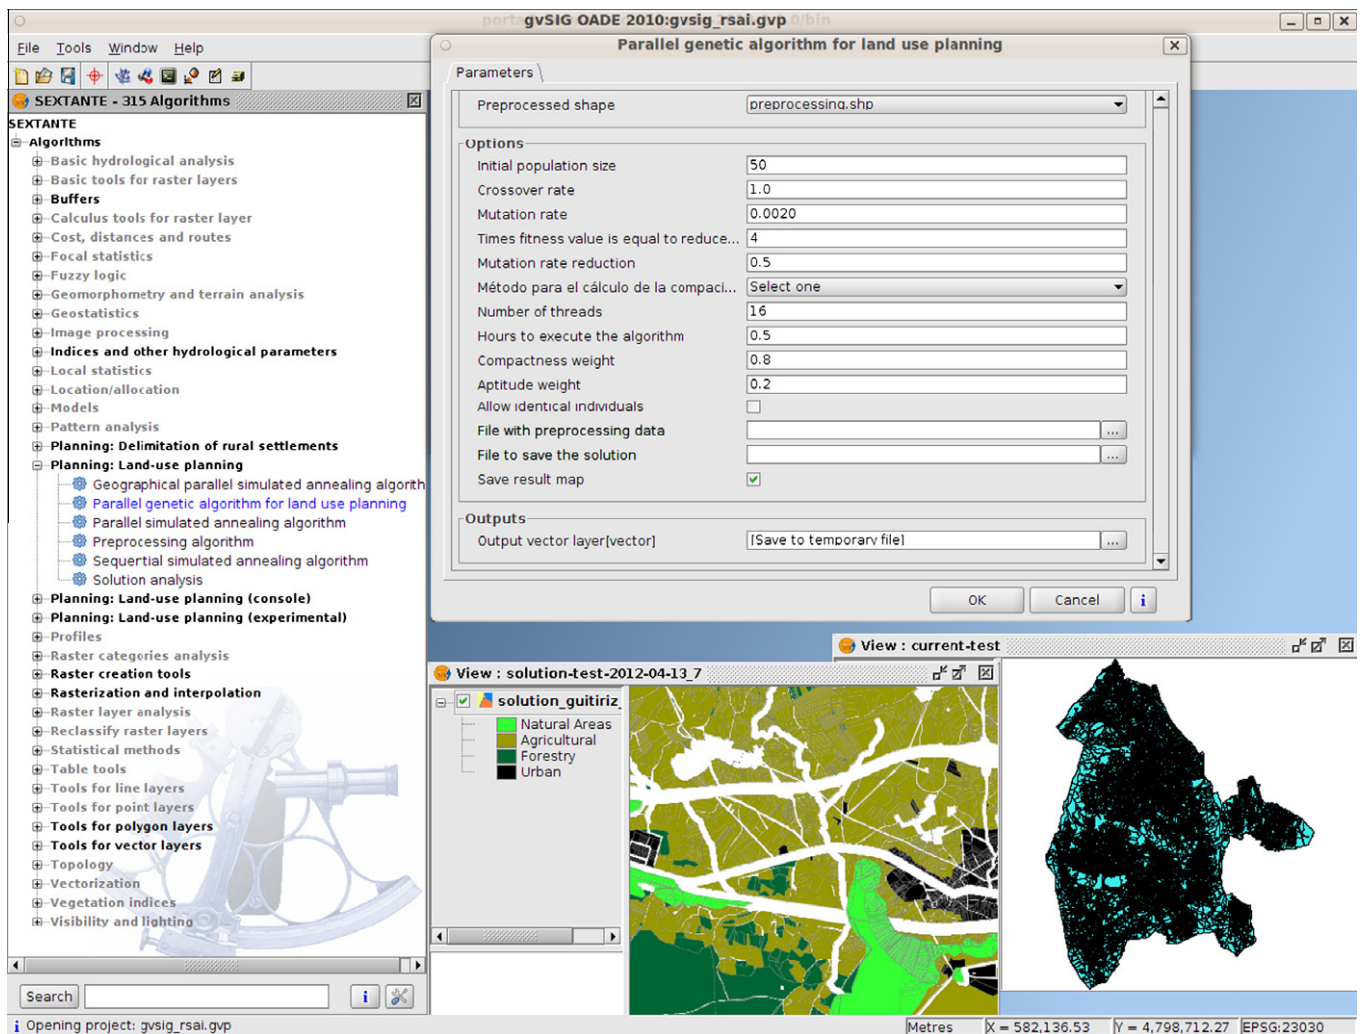 gvSIG OADE 2010:gvsig_rsai.gvp
File Tools Window Help
SEXTANTE - 315 Algorithms
SEXTANTE
Algorithms
Basic hydrological analysis
Basic tools for raster layers
Buffers
Calculus tools for raster layer
Cost, distances and routes
Focal statistics
Fuzzy logic
Geomorphometry and terrain analysis
Geostatistics
Image processing
Indices and other hydrological parameters
Local statistics
Location/allocation
Models
Pattern analysis
Planning: Delimitation of rural settlements
Planning: Land-use planning
Geographical parallel simulated annealing algorith
Parallel genetic algorithm for land use planning
Parallel simulated annealing algorithm
Preprocessing algorithm
Sequertial simulated annealing algorithm
Solution analysis
Planning: Land-use planning (console)
Planning: Land-use planning (experimental)
Profiles
Raster categories analysis
Raster creation tools
Rasterization and interpolation
Raster layer analysis
Reclassify raster layers
Statistical methods
Table tools
Tools for line layers
Tools for point layers
Tools for polygon layers
Tools for vector layers
Topology
Vectorization
Vegetation indices
Visibility and lighting
Search
i
Parallel genetic algorithm for land use planning
Parameters
Preprocessed shape preprocessing.shp
Options
Initial population size 50
Crossover rate 1.0
Mutation rate 0.0020
Times fitness value is equal to reduce... 4
Mutation rate reduction 0.5
Método para el cálculo de la compaci... Select one
Number of threads 16
Hours to execute the algorithm 0.5
Compactness weight 0.8
Aptitude weight 0.2
Allow identical individuals
File with preprocessing data ...
File to save the solution ...
Save result map
Outputs
Output vector layer[vector] [Save to temporary file] ...
OK Cancel i
View : current-test
View : solution-test-2012-04-13_7
solution_guitiriz_
Natural Areas
Agricultural
Forestry
Urban
i Opening project: gvsig_rsai.gvp
Metres X = 582,136.53 Y = 4,798,712.27 EPSG:23030